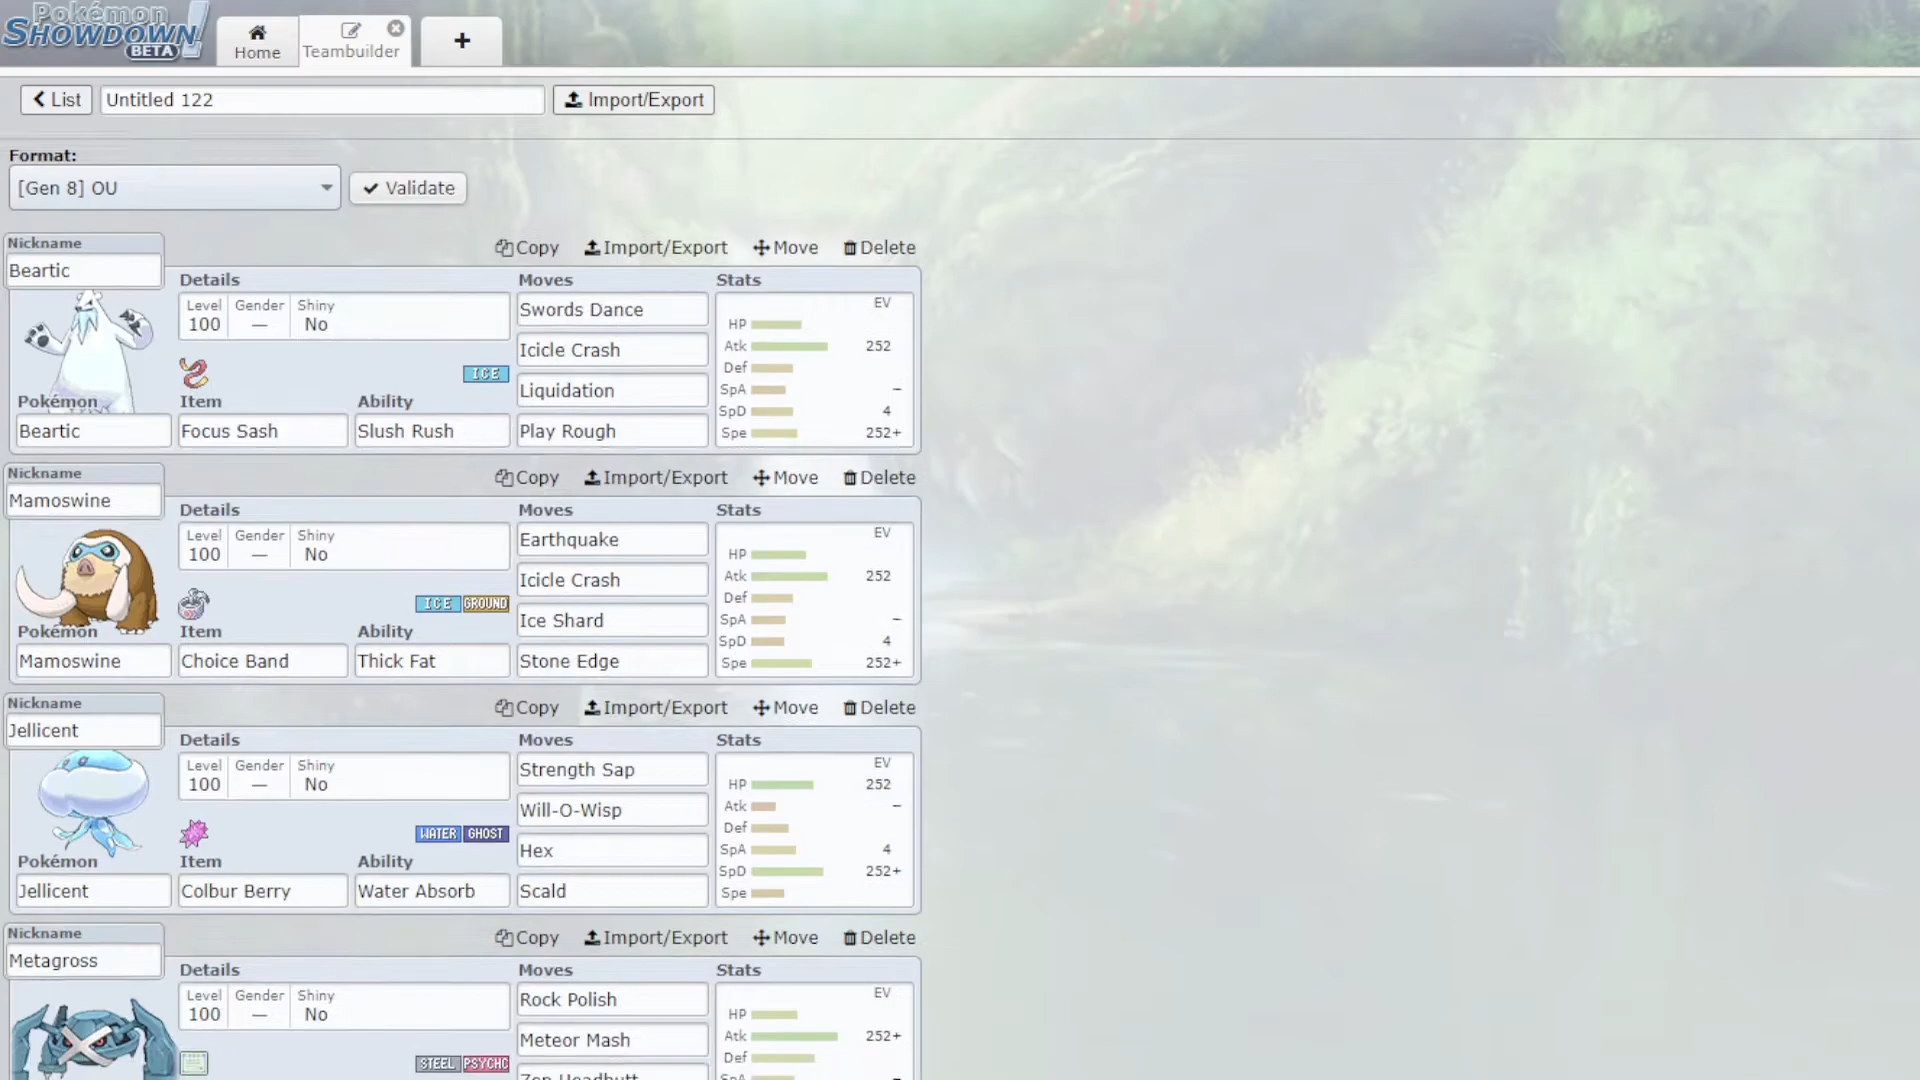 Pokémon
SHOWDOWN!
BETA
Home
Teambuilder
+
List
Untitled 122
Import/Export
Format:
[Gen 8] OU
Validate
Nickname
Beartic
Copy Import/Export Move Delete
Details
Moves
Stats
Level Gender Shiny
100 — No
Swords Dance
Icicle Crash
Liquidation
Play Rough
EV
HP
Atk 252
Def
SpA –
SpD 4
Spe 252+
ICE
Pokémon Item Ability
Beartic Focus Sash Slush Rush
Nickname
Mamoswine
Copy Import/Export Move Delete
Details
Moves
Stats
Level Gender Shiny
100 — No
Earthquake
Icicle Crash
Ice Shard
Stone Edge
EV
HP
Atk 252
Def
SpA –
SpD 4
Spe 252+
ICE GROUND
Pokémon Item Ability
Mamoswine Choice Band Thick Fat
Nickname
Jellicent
Copy Import/Export Move Delete
Details
Moves
Stats
Level Gender Shiny
100 — No
Strength Sap
Will-O-Wisp
Hex
Scald
EV
HP 252
Atk –
Def
SpA 4
SpD 252+
Spe
WATER GHOST
Pokémon Item Ability
Jellicent Colbur Berry Water Absorb
Nickname
Metagross
Copy Import/Export Move Delete
Details
Moves
Stats
Level Gender Shiny
100 — No
Rock Polish
Meteor Mash
Zen Headbutt
EV
HP
Atk 252+
Def
SpA –
STEEL PSYCHC